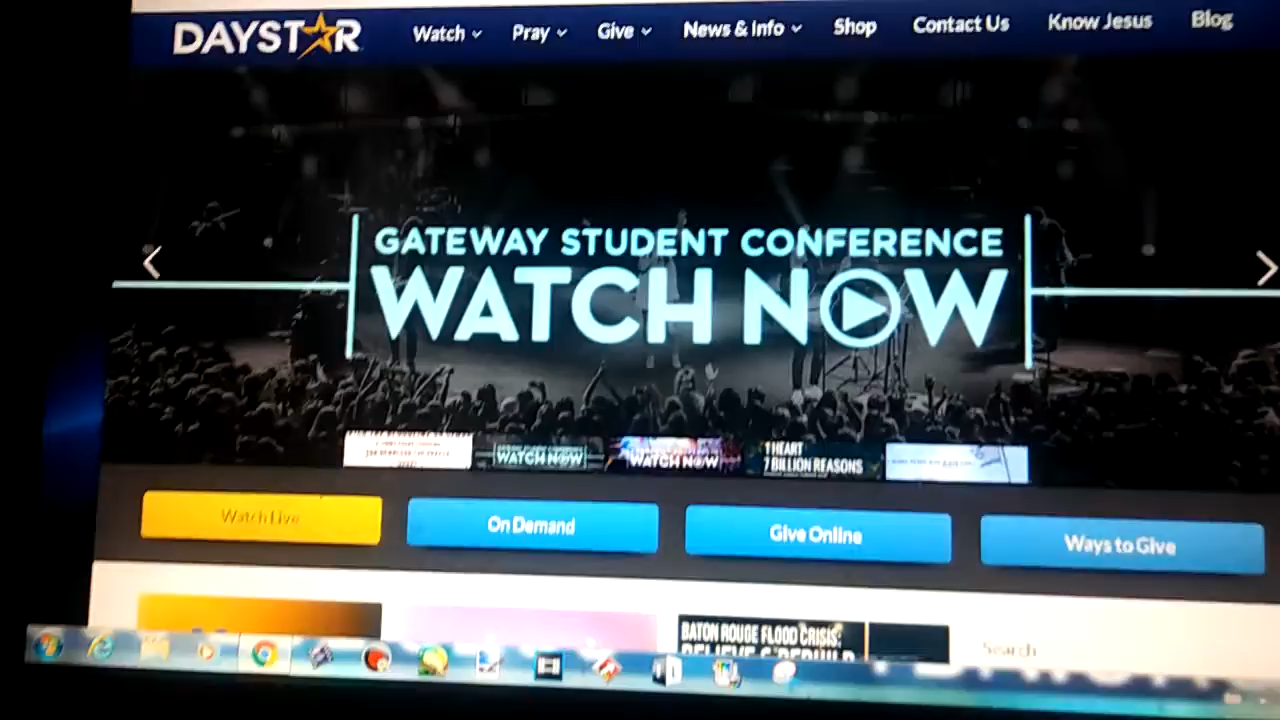 DAYSTAR
Watch
Pray
Give
News & Info
Shop
Contact Us
Know Jesus
Blog
GATEWAY STUDENT CONFERENCE
WATCH NOW
WATCH NOW
WATCH NOW
1 HEART
7 BILLION REASONS
Watch Live
On Demand
Give Online
Ways to Give
BATON ROUGE FLOOD CRISIS:
Search